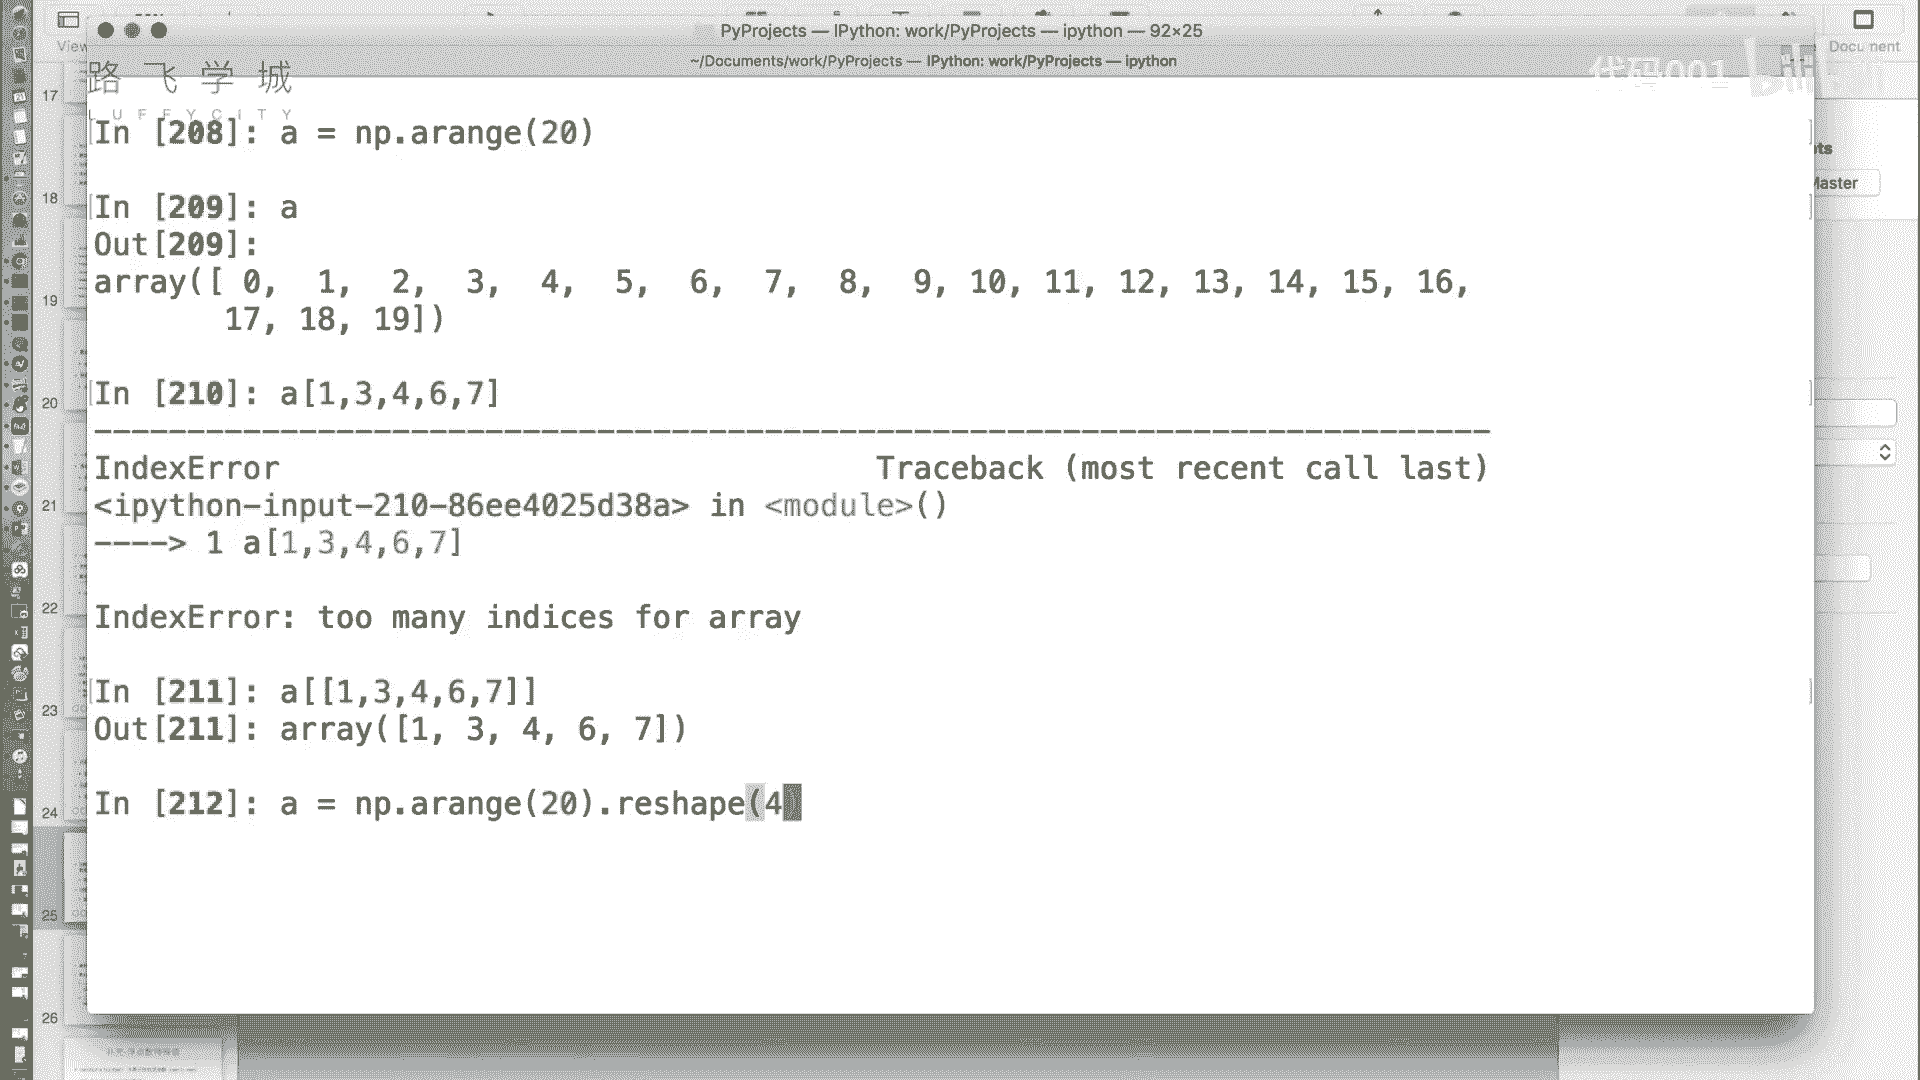 PyProjects — IPython: work/PyProjects — ipython — 92×25
View
Document
~/Documents/work/PyProjects — IPython: work/PyProjects — ipython
路飞学城
LUFFYCITY
代码001
17
In [208]: a = np.arange(20)
Master
18
In [209]: a
Out[209]:
array([ 0,  1,  2,  3,  4,  5,  6,  7,  8,  9, 10, 11, 12, 13, 14, 15, 16,
19
17, 18, 19])
20
In [210]: a[1,3,4,6,7]
---------------------------------------------------------------------------
IndexError                                Traceback (most recent call last)
21
<ipython-input-210-86ee4025d38a> in <module>()
----> 1 a[1,3,4,6,7]
22
IndexError: too many indices for array
23
In [211]: a[[1,3,4,6,7]]
Out[211]: array([1, 3, 4, 6, 7])
24
In [212]: a = np.arange(20).reshape(4)
25
26